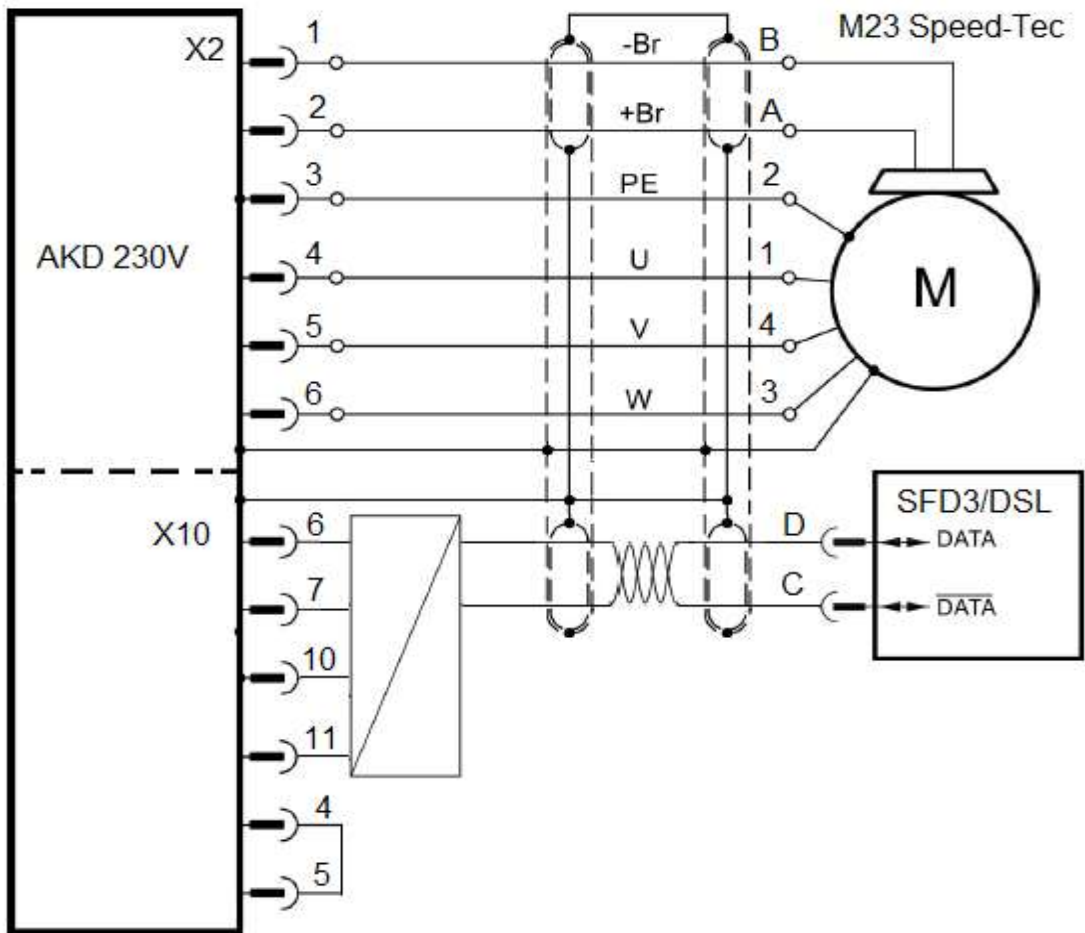 M23 Speed-Tec
X2
1
-Br
B
2
+Br
A
3
PE
2
AKD 230V
4
U
1
M
5
V
4
6
W
3
X10
SFD3/DSL
6
D
DATA
7
C
DATA
10
11
4
5